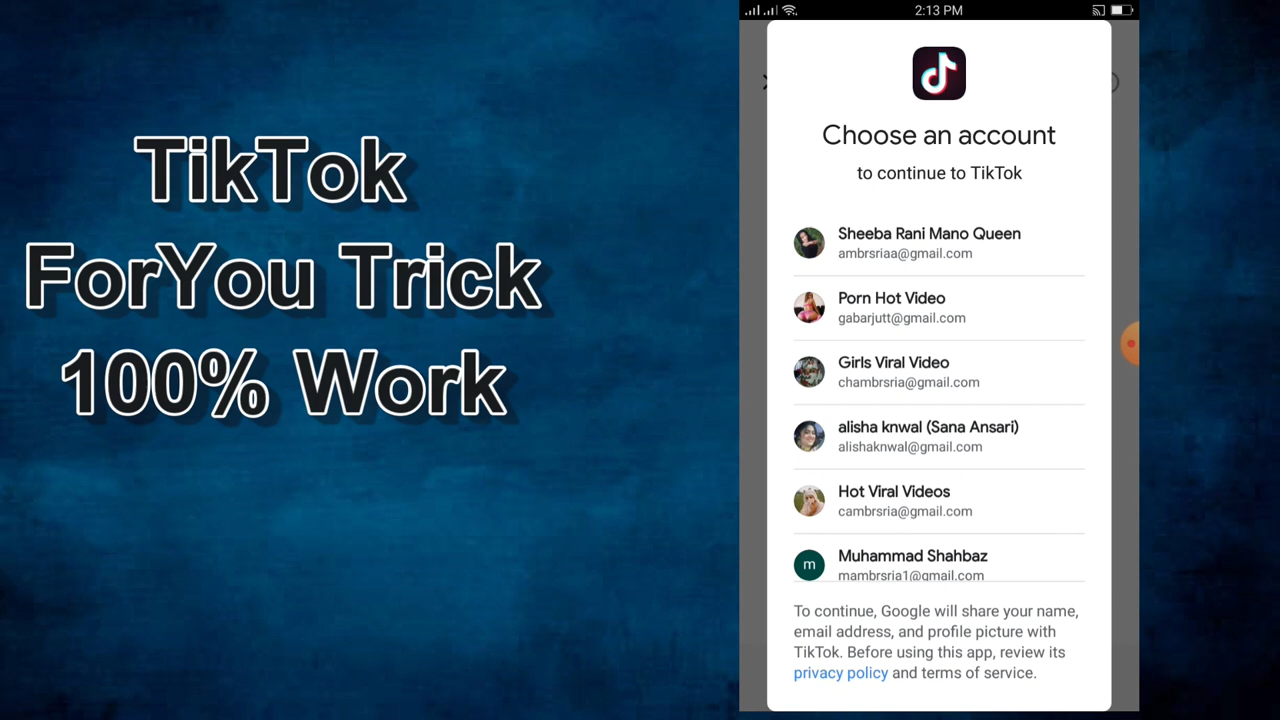 TikTok
ForYou Trick
100% Work
2:13 PM
Choose an account
to continue to TikTok
Sheeba Rani Mano Queen
ambrsriaa@gmail.com
Porn Hot Video
gabarjutt@gmail.com
Girls Viral Video
chambrsria@gmail.com
alisha knwal (Sana Ansari)
alishaknwal@gmail.com
Hot Viral Videos
cambrsria@gmail.com
m
Muhammad Shahbaz
mambrsria1@gmail.com
To continue, Google will share your name,
email address, and profile picture with
TikTok. Before using this app, review its
privacy policy and terms of service.